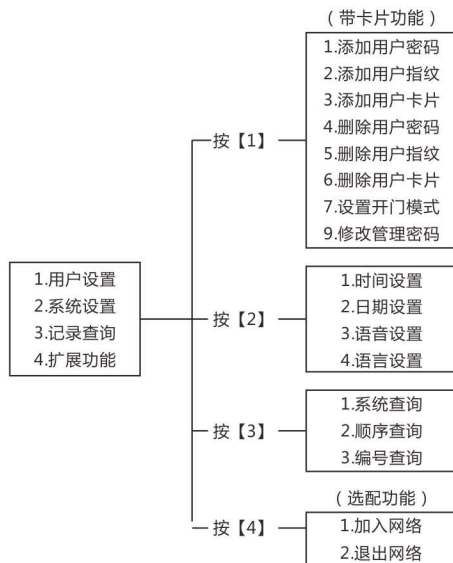 1.用户设置
2.系统设置
3.记录查询
4.扩展功能
按【1】
（带卡片功能）
1.添加用户密码
2.添加用户指纹
3.添加用户卡片
4.删除用户密码
5.删除用户指纹
6.删除用户卡片
7.设置开门模式
9.修改管理密码
按【2】
1.时间设置
2.日期设置
3.语音设置
4.语言设置
按【3】
1.系统查询
2.顺序查询
3.编号查询
按【4】
（选配功能）
1.加入网络
2.退出网络